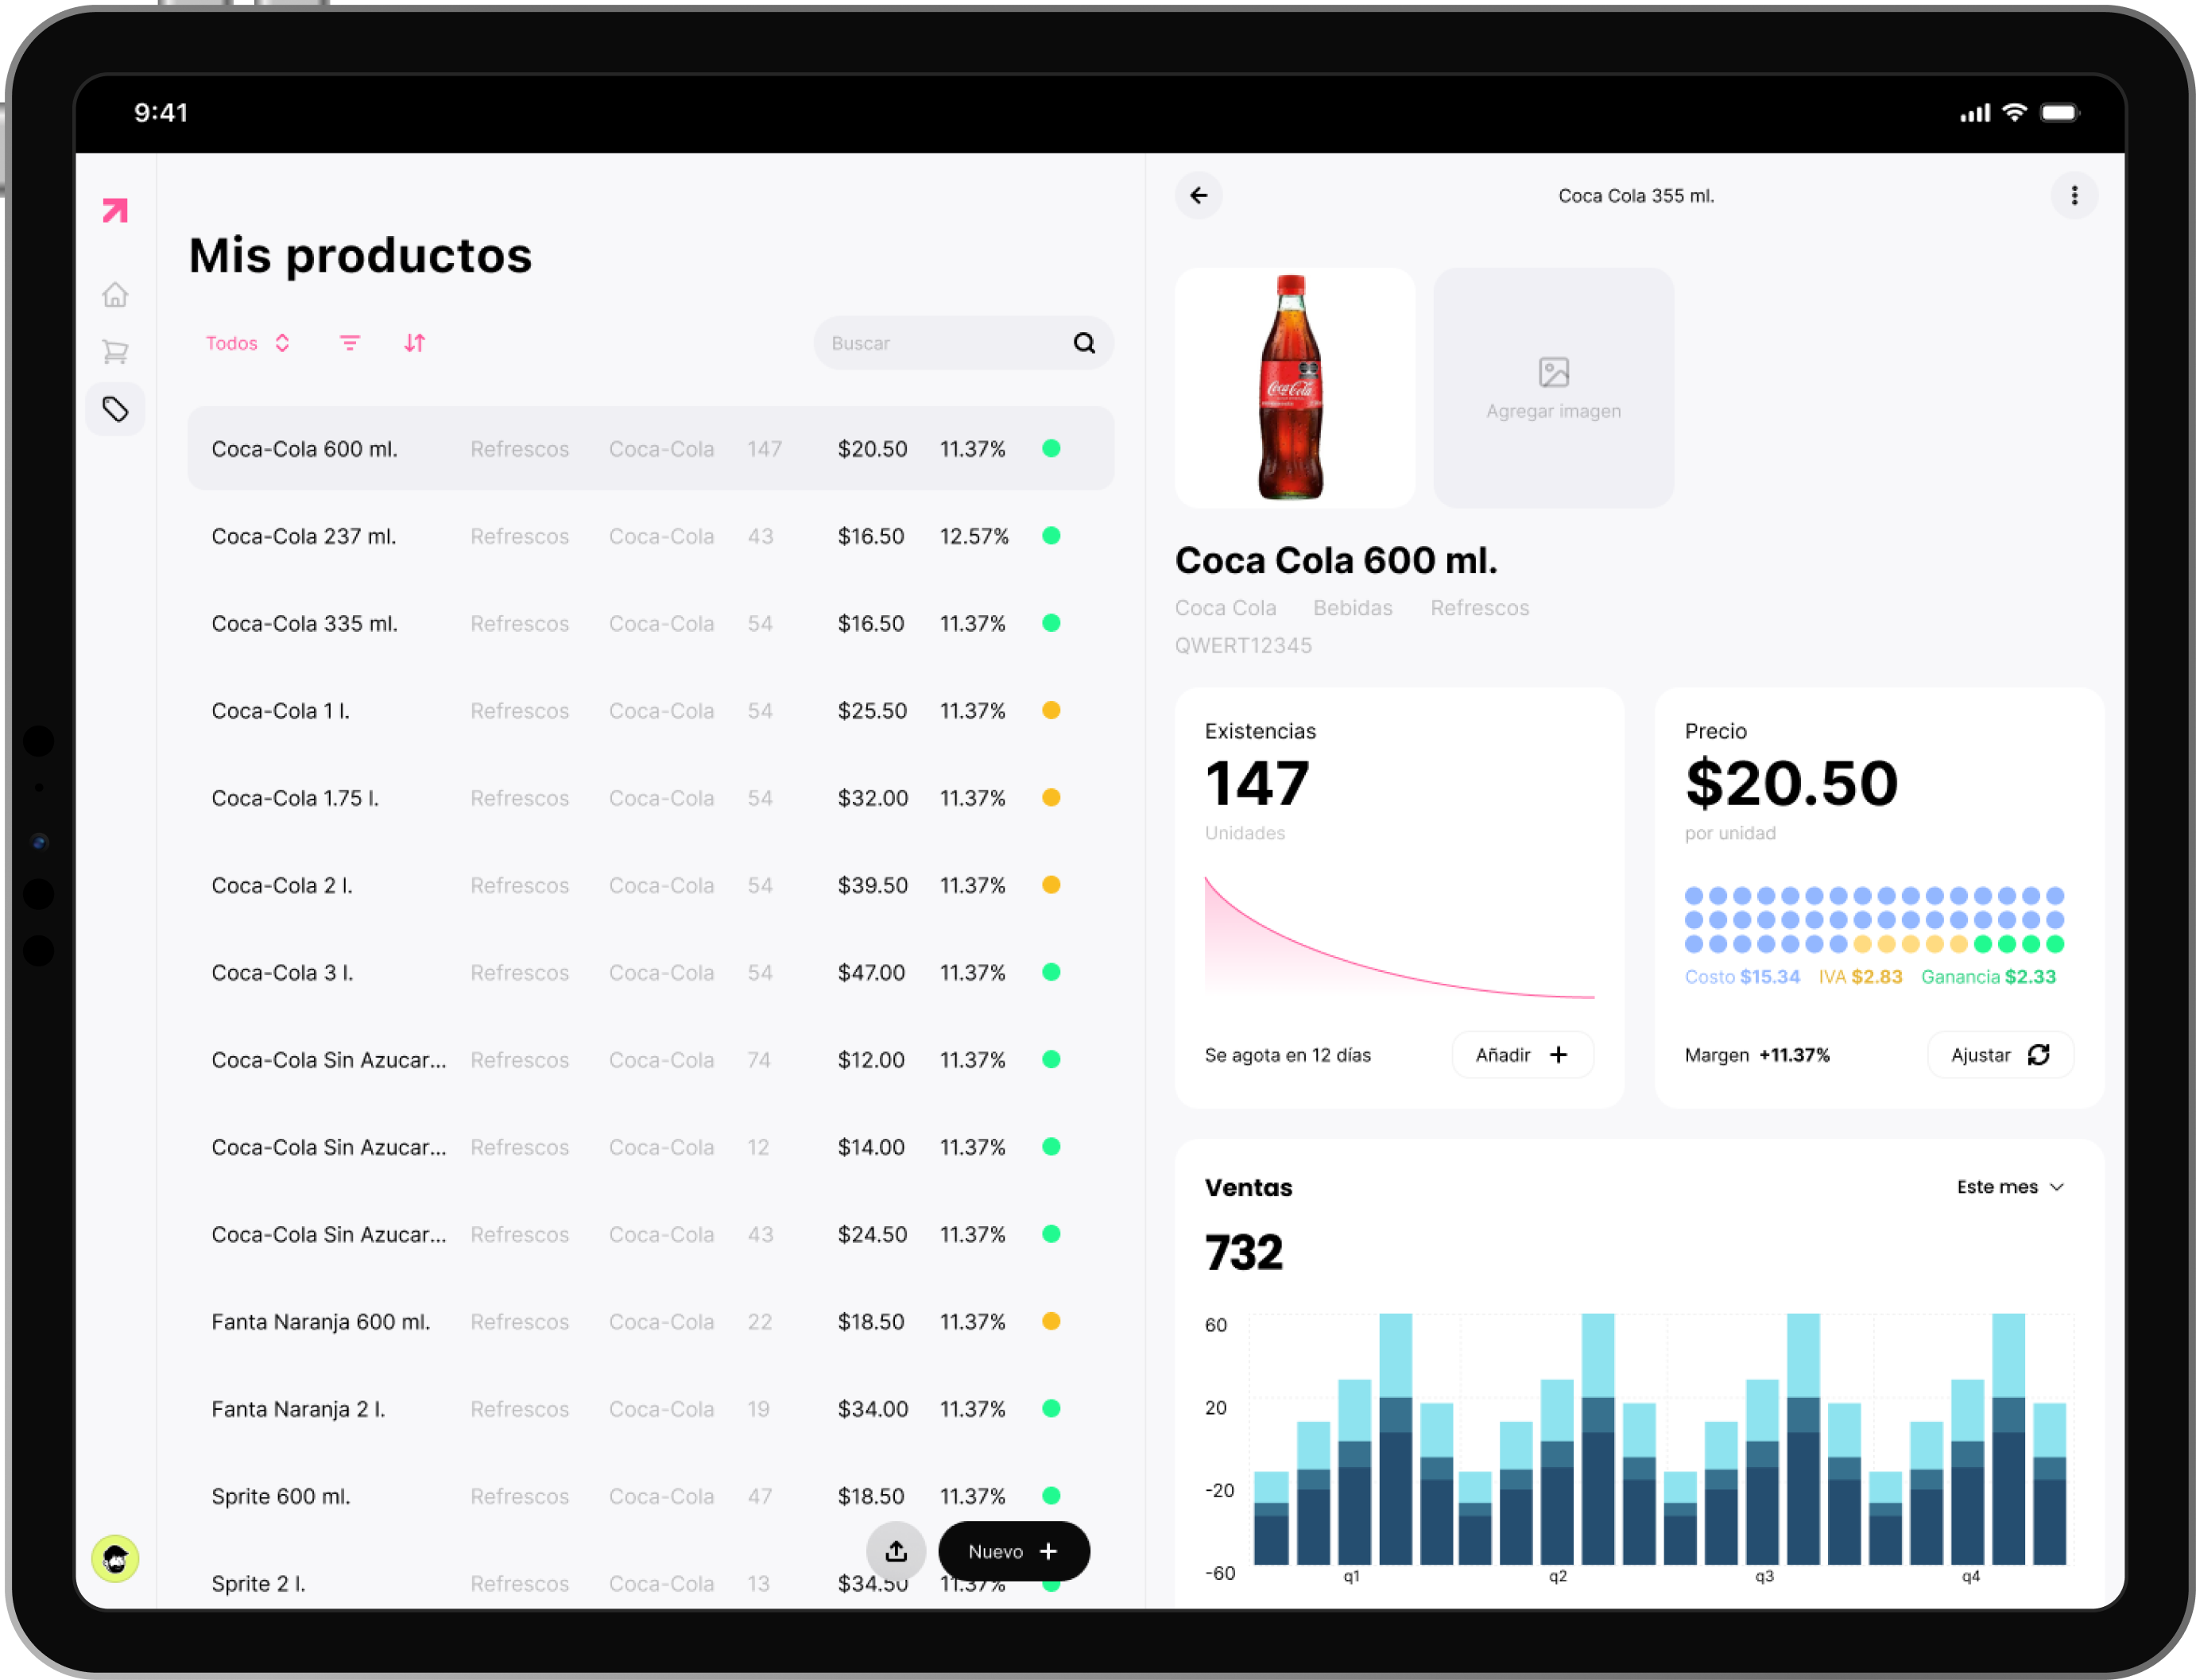 9:41
Mis productos
Todos
Buscar
Coca-Cola 600 ml. Refrescos Coca-Cola 147 $20.50 11.37%
Coca-Cola 237 ml. Refrescos Coca-Cola 43 $16.50 12.57%
Coca-Cola 335 ml. Refrescos Coca-Cola 54 $16.50 11.37%
Coca-Cola 1 l. Refrescos Coca-Cola 54 $25.50 11.37%
Coca-Cola 1.75 l. Refrescos Coca-Cola 54 $32.00 11.37%
Coca-Cola 2 l. Refrescos Coca-Cola 54 $39.50 11.37%
Coca-Cola 3 l. Refrescos Coca-Cola 54 $47.00 11.37%
Coca-Cola Sin Azucar... Refrescos Coca-Cola 74 $12.00 11.37%
Coca-Cola Sin Azucar... Refrescos Coca-Cola 12 $14.00 11.37%
Coca-Cola Sin Azucar... Refrescos Coca-Cola 43 $24.50 11.37%
Fanta Naranja 600 ml. Refrescos Coca-Cola 22 $18.50 11.37%
Fanta Naranja 2 l. Refrescos Coca-Cola 19 $34.00 11.37%
Sprite 600 ml. Refrescos Coca-Cola 47 $18.50 11.37%
Nuevo
Sprite 2 l. Refrescos Coca-Cola 13 $34.50 11.37%
Coca Cola 355 ml.
Coca-Cola
Agregar imagen
Coca Cola 600 ml.
Coca Cola Bebidas Refrescos
QWERT12345
Existencias
147
Unidades
Se agota en 12 días
Añadir
Precio
$20.50
por unidad
Costo $15.34 IVA $2.83 Ganancia $2.33
Margen +11.37%
Ajustar
Ventas
Este mes
732
60
20
-20
-60
q1 q2 q3 q4